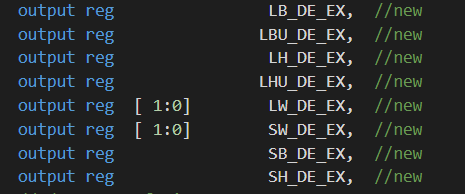 output reg LB_DE_EX, //new
output reg LBU_DE_EX, //new
output reg LH_DE_EX, //new
output reg LHU_DE_EX, //new
output reg [ 1:0] LW_DE_EX, //new
output reg [ 1:0] SW_DE_EX, //new
output reg SB_DE_EX, //new
output reg SH_DE_EX, //new